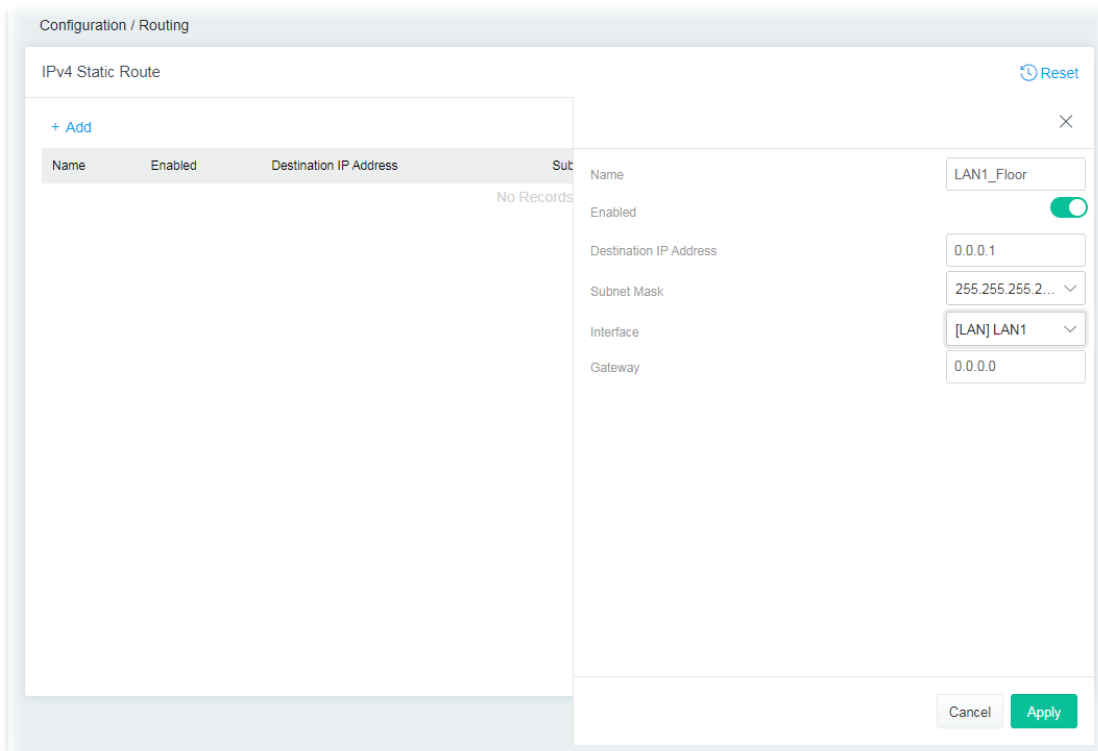 Configuration / Routing
IPv4 Static Route
Reset
+ Add
Name Enabled Destination IP Address Sub
No Records
Name LAN1_Floor
Enabled
Destination IP Address 0.0.0.1
Subnet Mask 255.255.255.2...
Interface [LAN] LAN1
Gateway 0.0.0.0
Cancel Apply